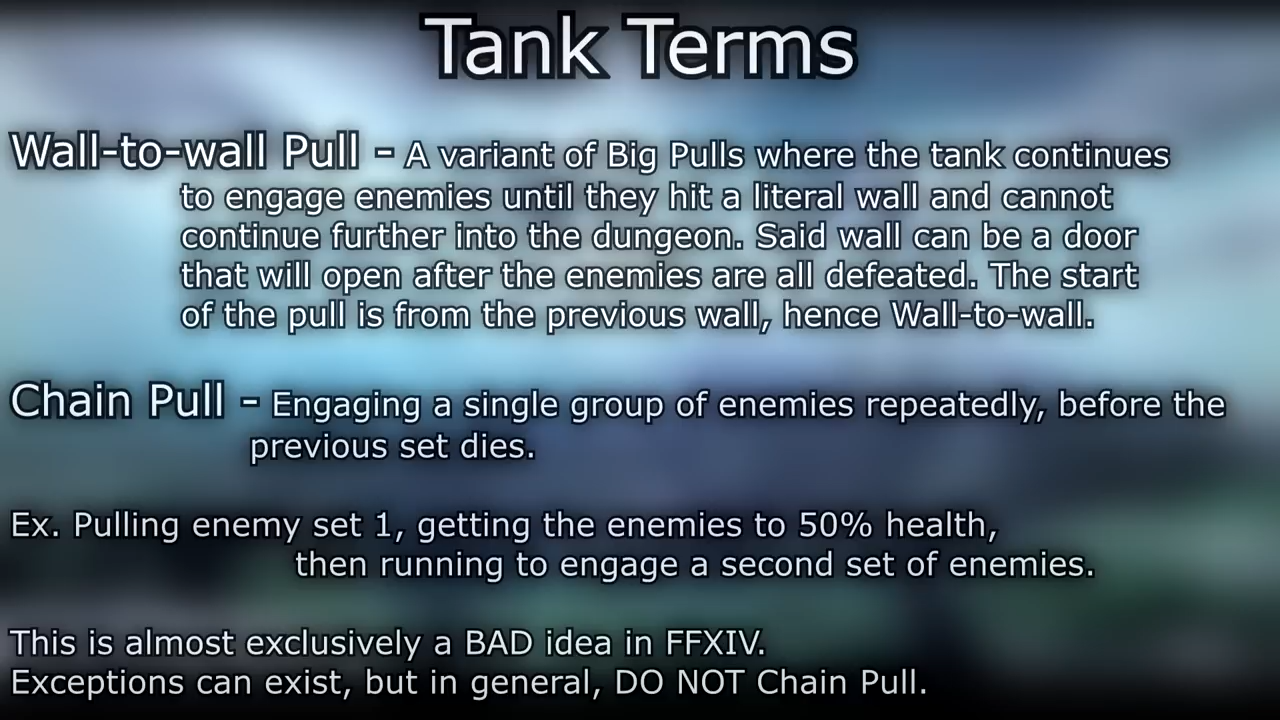 Tank Terms
Wall-to-wall Pull - A variant of Big Pulls where the tank continues
to engage enemies until they hit a literal wall and cannot
continue further into the dungeon. Said wall can be a door
that will open after the enemies are all defeated. The start
of the pull is from the previous wall, hence Wall-to-wall.
Chain Pull - Engaging a single group of enemies repeatedly, before the
previous set dies.
Ex. Pulling enemy set 1, getting the enemies to 50% health,
then running to engage a second set of enemies.
This is almost exclusively a BAD idea in FFXIV.
Exceptions can exist, but in general, DO NOT Chain Pull.